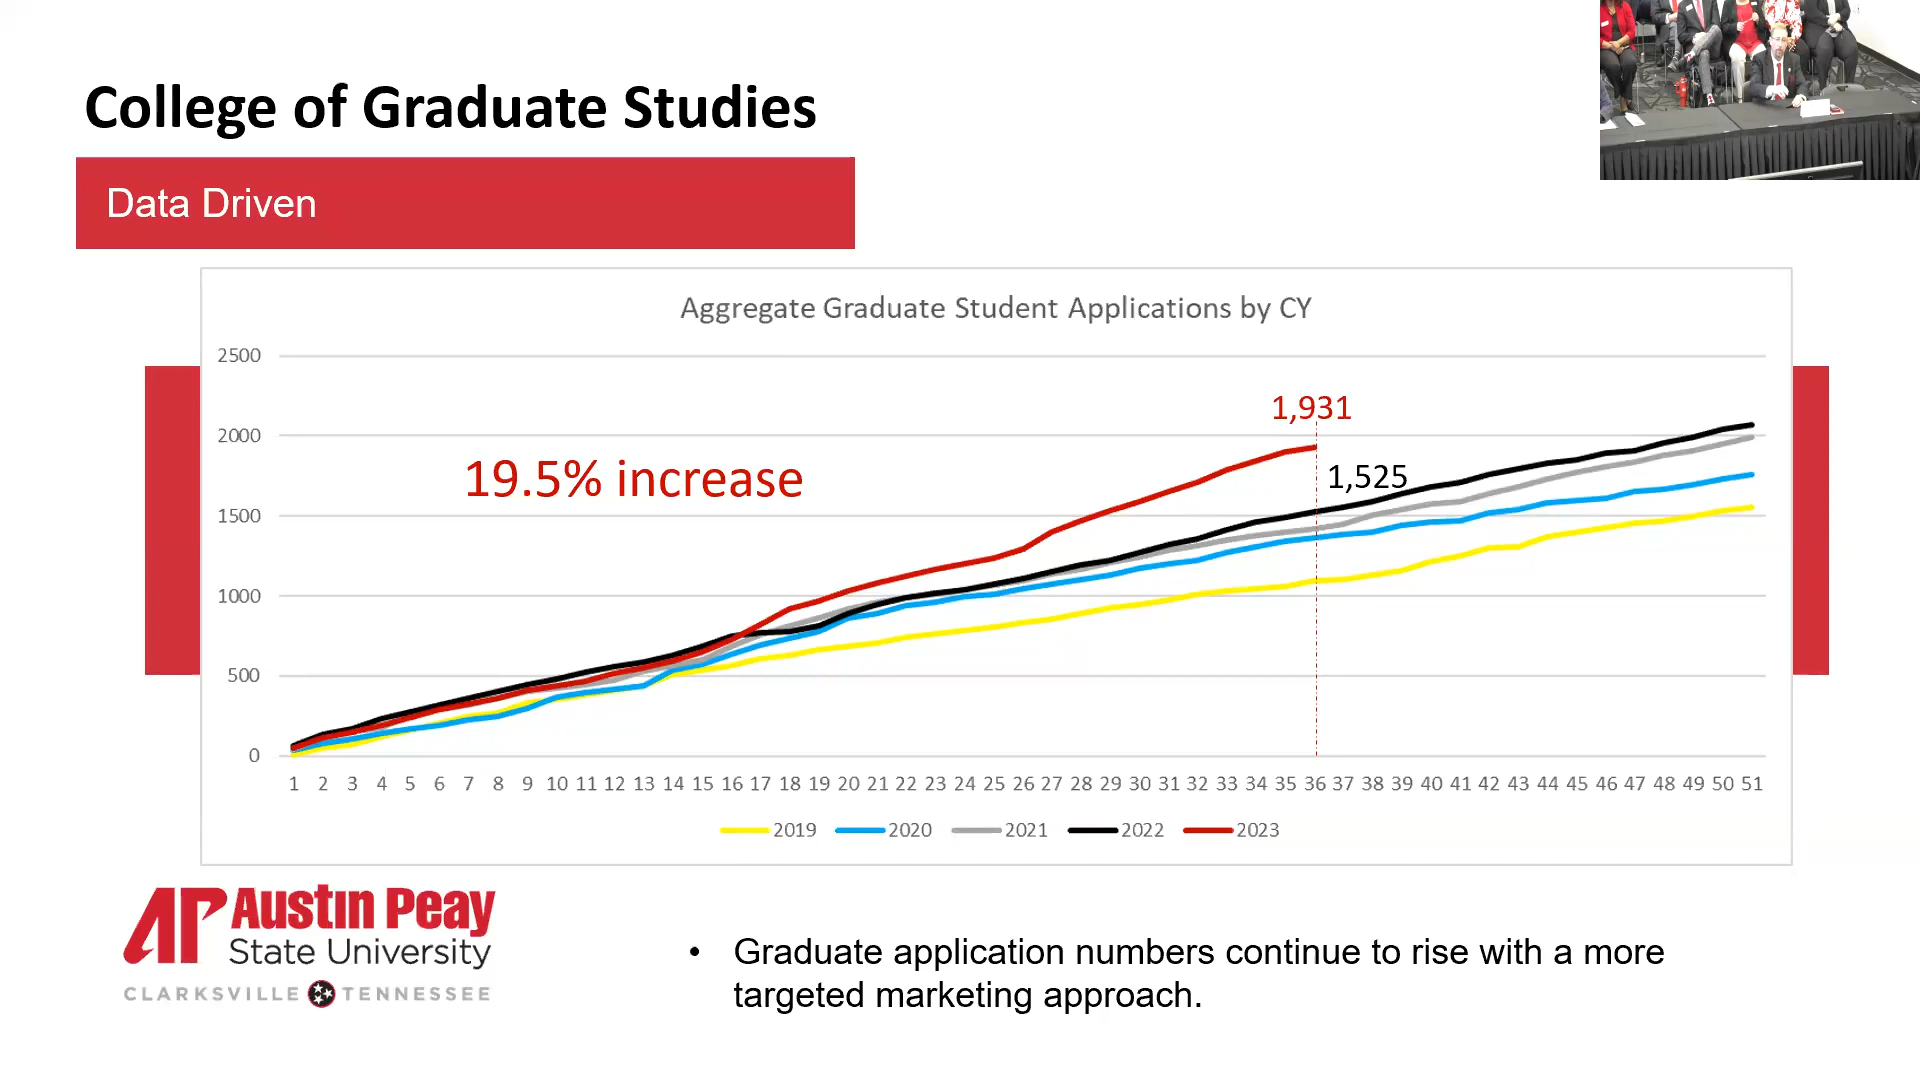 College of Graduate Studies
Data Driven
Aggregate Graduate Student Applications by CY
2500
2000
1500
1000
500
0
1,931
1,525
19.5% increase
1 2 3 4 5 6 7 8 9 10 11 12 13 14 15 16 17 18 19 20 21 22 23 24 25 26 27 28 29 30 31 32 33 34 35 36 37 38 39 40 41 42 43 44 45 46 47 48 49 50 51
2019 2020 2021 2022 2023
AP Austin Peay
State University
CLARKSVILLE TENNESSEE
• Graduate application numbers continue to rise with a more
targeted marketing approach.